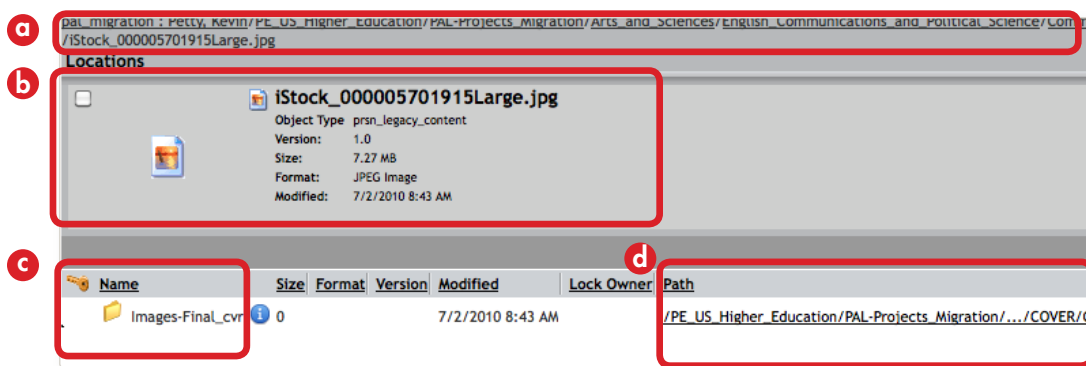 a
pal_migration : Petty, Kevin/PE_US_Higher_Education/PAL-Projects_Migration/Arts_and_Sciences/English_Communications_and_Political_Science/Comm
/iStock_000005701915Large.jpg
Locations
b
iStock_000005701915Large.jpg
Object Type prsn_legacy_content
Version: 1.0
Size: 7.27 MB
Format: JPEG Image
Modified: 7/2/2010 8:43 AM
c
d
Name Size Format Version Modified Lock Owner Path
Images-Final_cvr i 0 7/2/2010 8:43 AM /PE_US_Higher_Education/PAL-Projects_Migration/.../COVER/